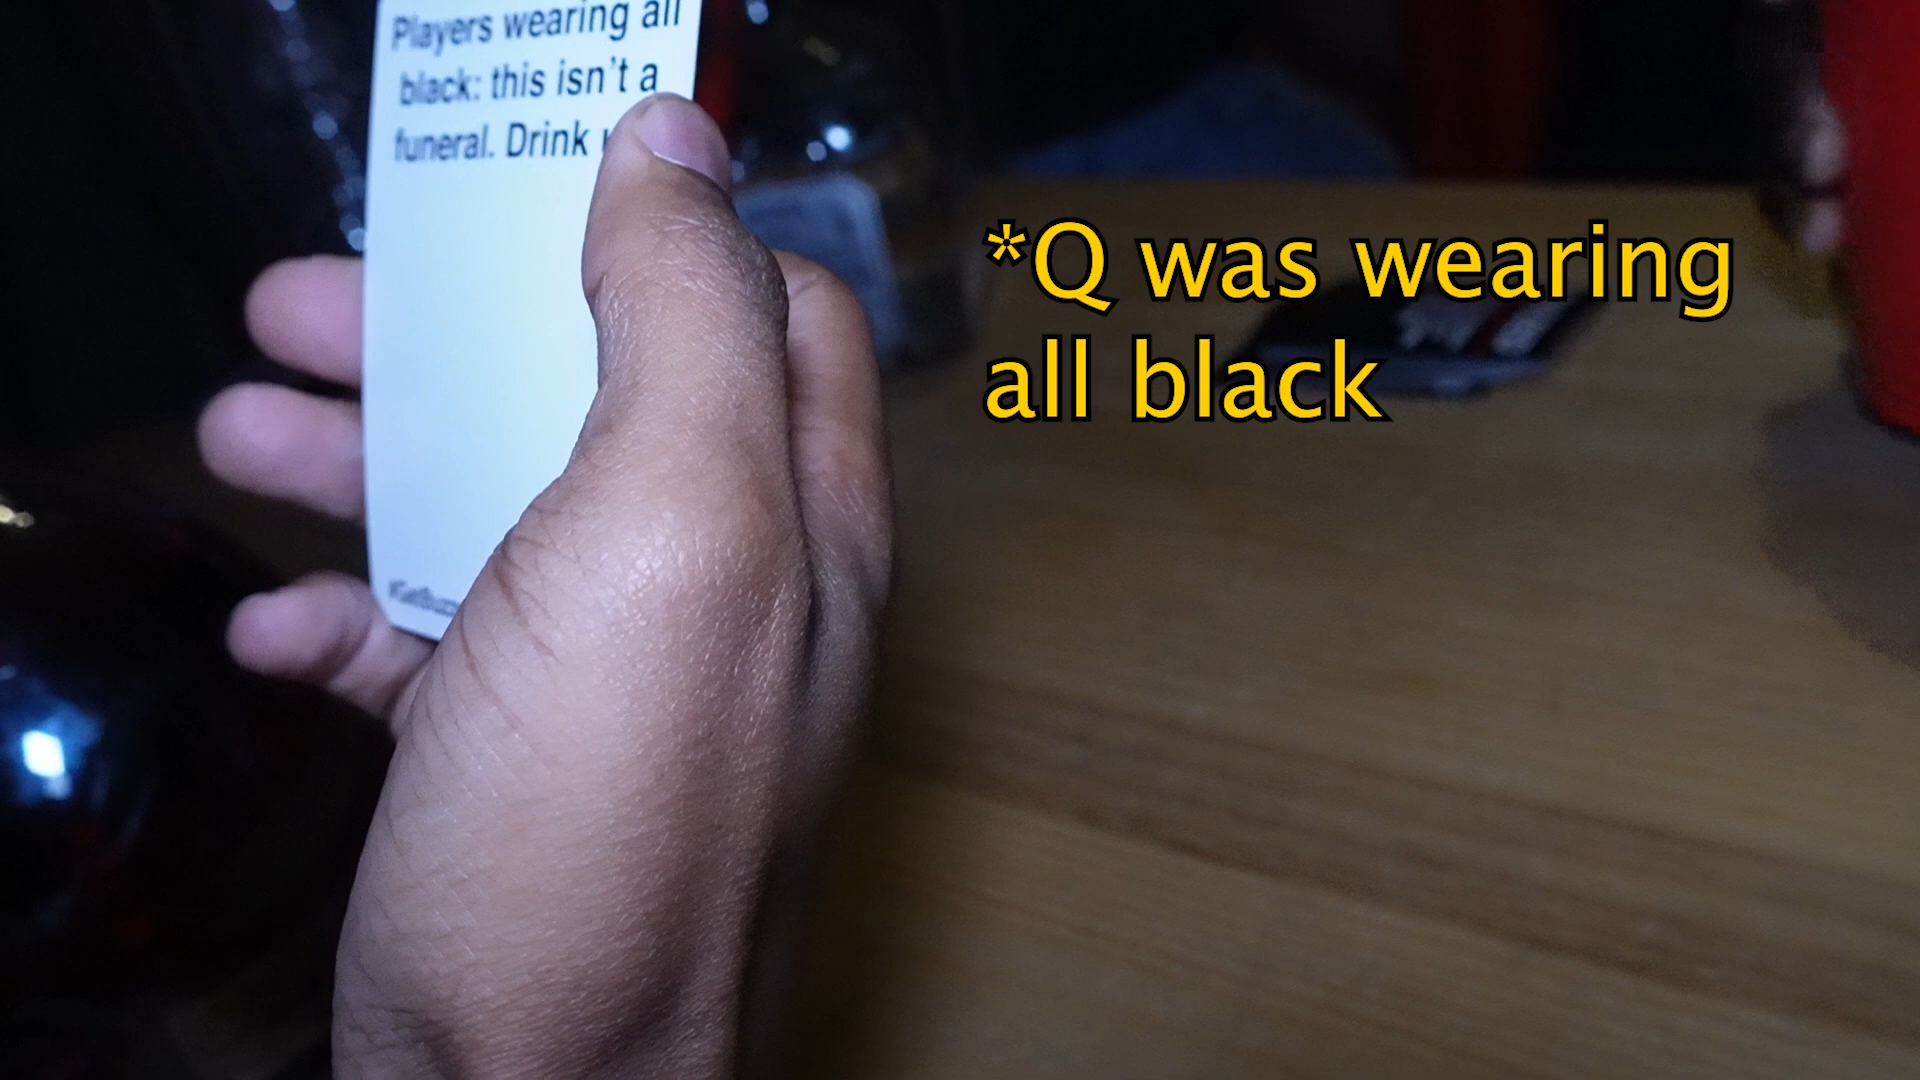 Players wearing all
black: this isn't a
funeral. Drink
*Q was wearing
all black